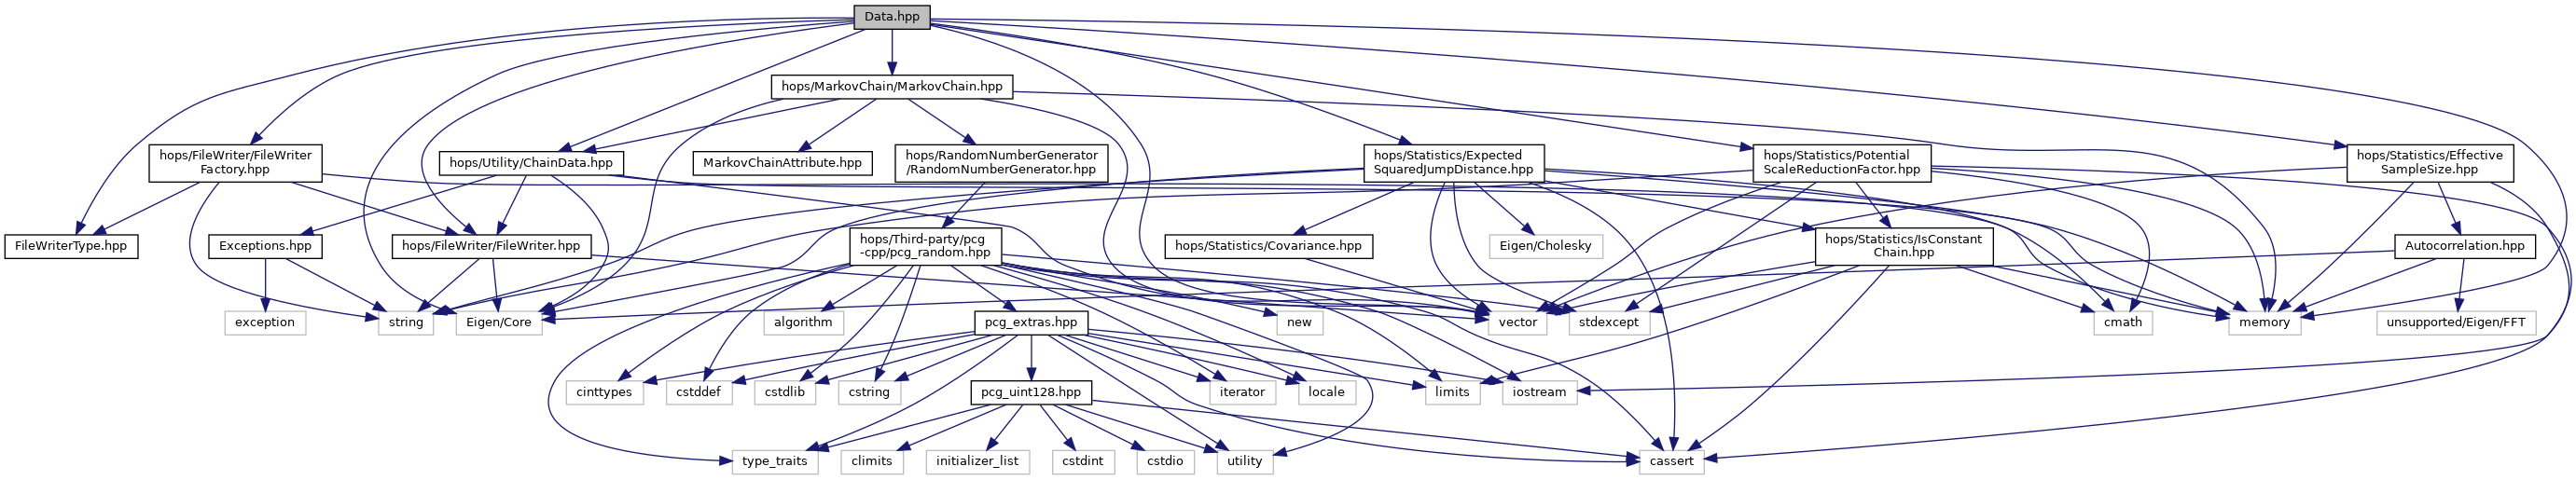 Data.hpp
hops/MarkovChain/MarkovChain.hpp
hops/FileWriter/FileWriter
Factory.hpp
hops/Utility/ChainData.hpp
MarkovChainAttribute.hpp
hops/RandomNumberGenerator
/RandomNumberGenerator.hpp
hops/Statistics/Expected
SquaredJumpDistance.hpp
hops/Statistics/Potential
ScaleReductionFactor.hpp
hops/Statistics/Effective
SampleSize.hpp
FileWriterType.hpp
Exceptions.hpp
hops/FileWriter/FileWriter.hpp
hops/Third-party/pcg
-cpp/pcg_random.hpp
hops/Statistics/Covariance.hpp
Eigen/Cholesky
hops/Statistics/IsConstant
Chain.hpp
Autocorrelation.hpp
exception
string
Eigen/Core
algorithm
pcg_extras.hpp
new
vector
stdexcept
cmath
memory
unsupported/Eigen/FFT
cinttypes
cstddef
cstdlib
cstring
pcg_uint128.hpp
iterator
locale
limits
iostream
type_traits
climits
initializer_list
cstdint
cstdio
utility
cassert